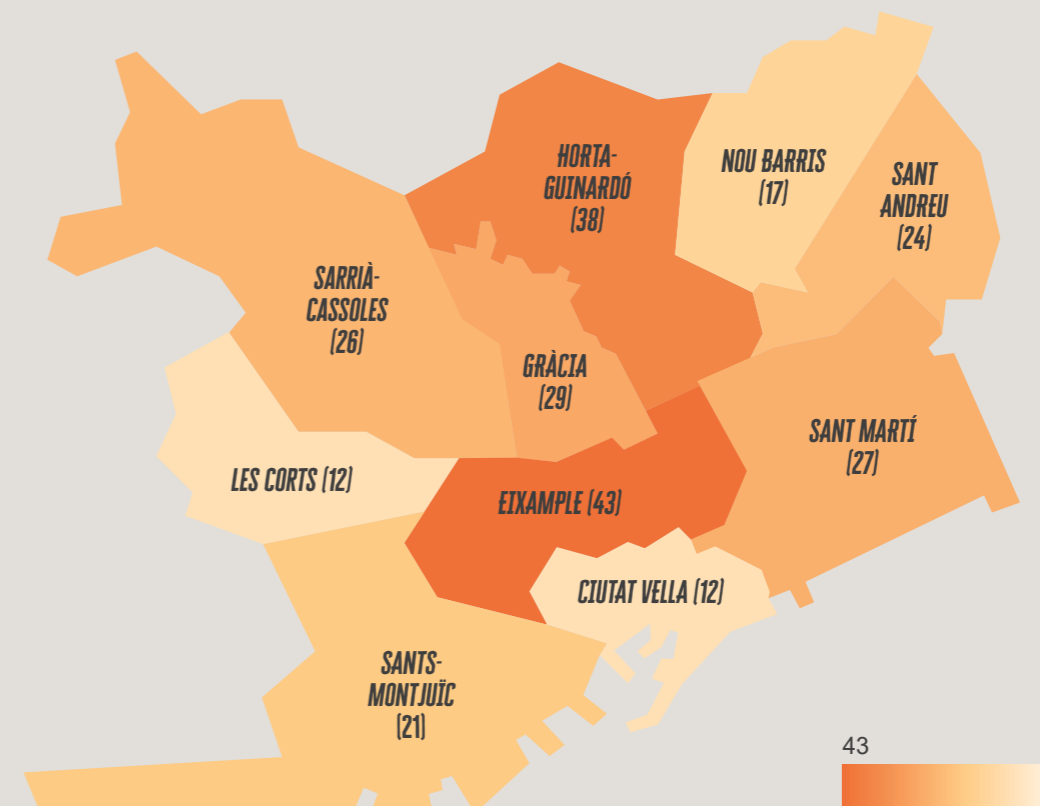 HORTA-
GUINARDÓ
(38)
NOU BARRIS
(17)
SANT
ANDREU
(24)
SARRIÀ-
CASSOLES
(26)
GRÀCIA
(29)
SANT MARTÍ
(27)
LES CORTS (12)
EIXAMPLE (43)
CIUTAT VELLA (12)
SANTS-
MONTJUÏC
(21)
43